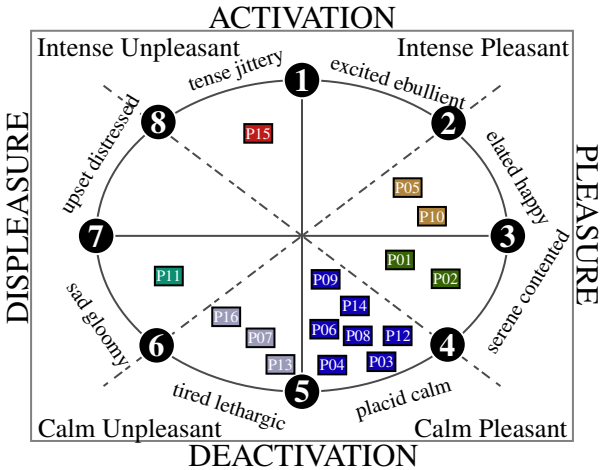 ACTIVATION
Intense Unpleasant
Intense Pleasant
tense jittery
excited ebullient
1
8
2
P15
upset distressed
elated happy
DISPLEASURE
PLEASURE
P05
P10
7
3
P01
P11
P09
P02
serene contented
P14
sad gloomy
P16
P06
P08
P12
P07
6
4
P13
P04
P03
5
tired lethargic
placid calm
Calm Unpleasant
Calm Pleasant
DEACTIVATION